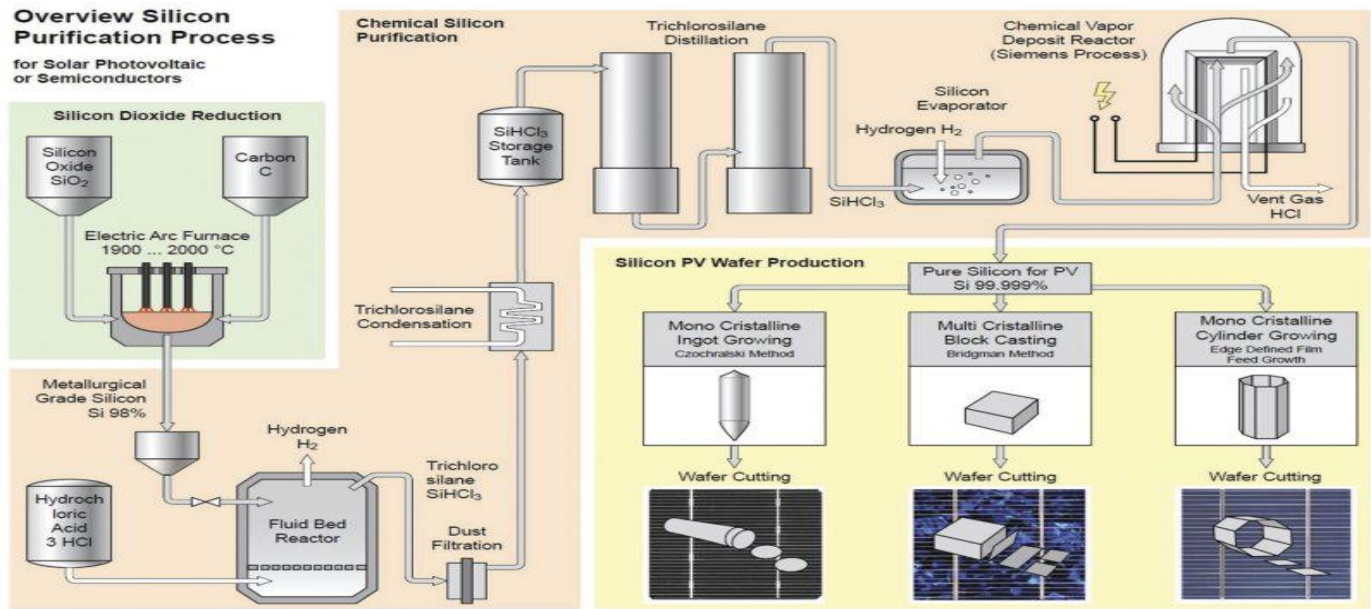 Overview Silicon
Purification Process
for Solar Photovoltaic
or Semiconductors
Silicon Dioxide Reduction
Silicon
Oxide
SiO₂
Carbon
C
Electric Arc Furnace
1900 ... 2000 °C
Metallurgical
Grade Silicon
Si 98%
Hydroch
loric
Acid
3 HCl
Hydrogen
H₂
Fluid Bed
Reactor
Trichloro
silane
SiHCl₃
Dust
Filtration
Trichlorosilane
Condensation
Chemical Silicon
Purification
SiHCl₃
Storage
Tank
Trichlorosilane
Distillation
Silicon
Evaporator
Hydrogen H₂
SiHCl₃
Chemical Vapor
Deposit Reactor
(Siemens Process)
Vent Gas
HCl
Silicon PV Wafer Production
Pure Silicon for PV
Si 99.999%
Mono Cristalline
Ingot Growing
Czochralski Method
Wafer Cutting
Multi Cristalline
Block Casting
Bridgman Method
Wafer Cutting
Mono Cristalline
Cylinder Growing
Edge Defined Film
Feed Growth
Wafer Cutting